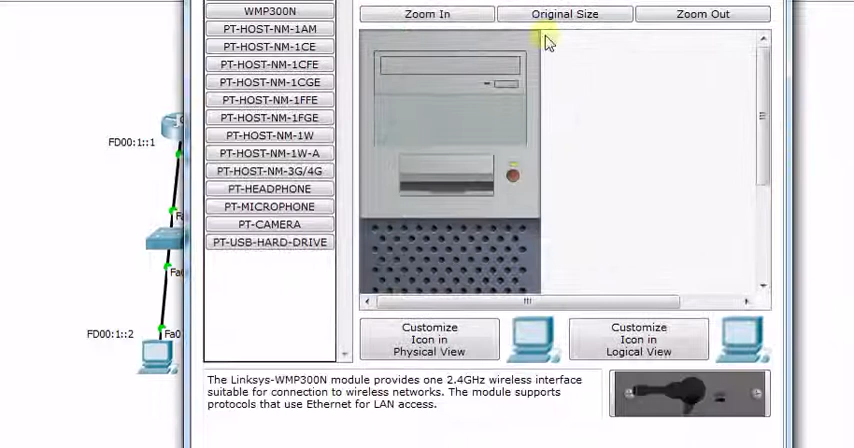 WMP300N
PT-HOST-NM-1AM
PT-HOST-NM-1CE
PT-HOST-NM-1CFE
PT-HOST-NM-1CGE
PT-HOST-NM-1FFE
PT-HOST-NM-1FGE
PT-HOST-NM-1W
PT-HOST-NM-1W-A
PT-HOST-NM-3G/4G
PT-HEADPHONE
PT-MICROPHONE
PT-CAMERA
PT-USB-HARD-DRIVE
Zoom In
Original Size
Zoom Out
FD00:1::1
Fa
Fa
FD00:1::2
Fa0
Customize
Icon in
Physical View
Customize
Icon in
Logical View
The Linksys-WMP300N module provides one 2.4GHz wireless interface
suitable for connection to wireless networks. The module supports
protocols that use Ethernet for LAN access.